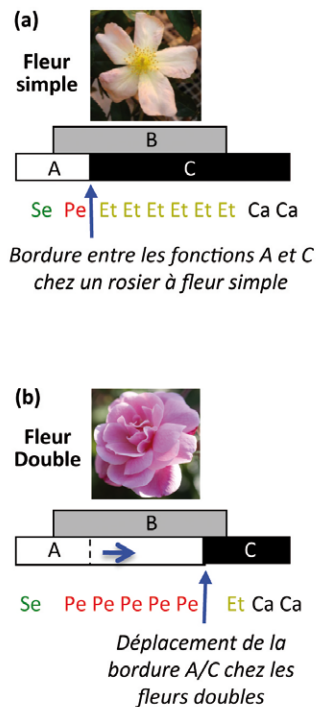 (a)
Fleur
simple
B
A C
Se Pe Et Et Et Et Et Et Ca Ca
Bordure entre les fonctions A et C
chez un rosier à fleur simple
(b)
Fleur
Double
B
A C
Se Pe Pe Pe Pe Pe Et Ca Ca
Déplacement de la
bordure A/C chez les
fleurs doubles